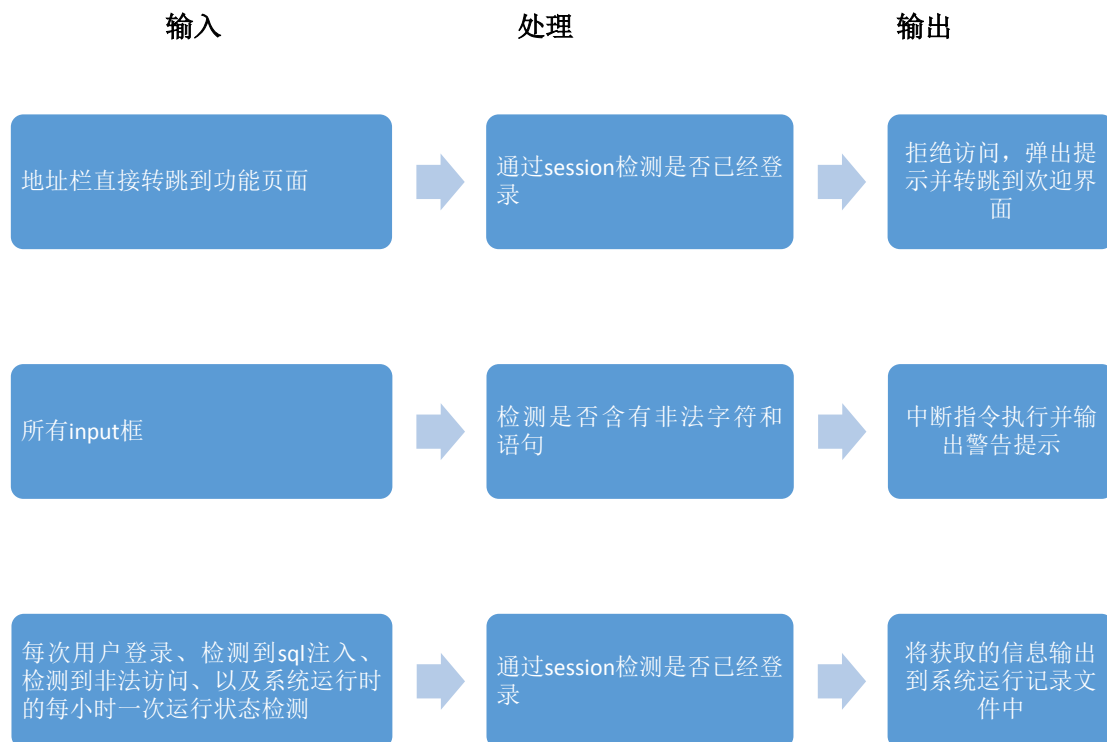 输入
处理
输出
地址栏直接转跳到功能页面
通过session检测是否已经登
录
拒绝访问，弹出提
示并转跳到欢迎界
面
所有input框
检测是否含有非法字符和
语句
中断指令执行并输
出警告提示
每次用户登录、检测到sql注入、
检测到非法访问、以及系统运行时
的每小时一次运行状态检测
通过session检测是否已经登
录
将获取的信息输出
到系统运行记录文
件中